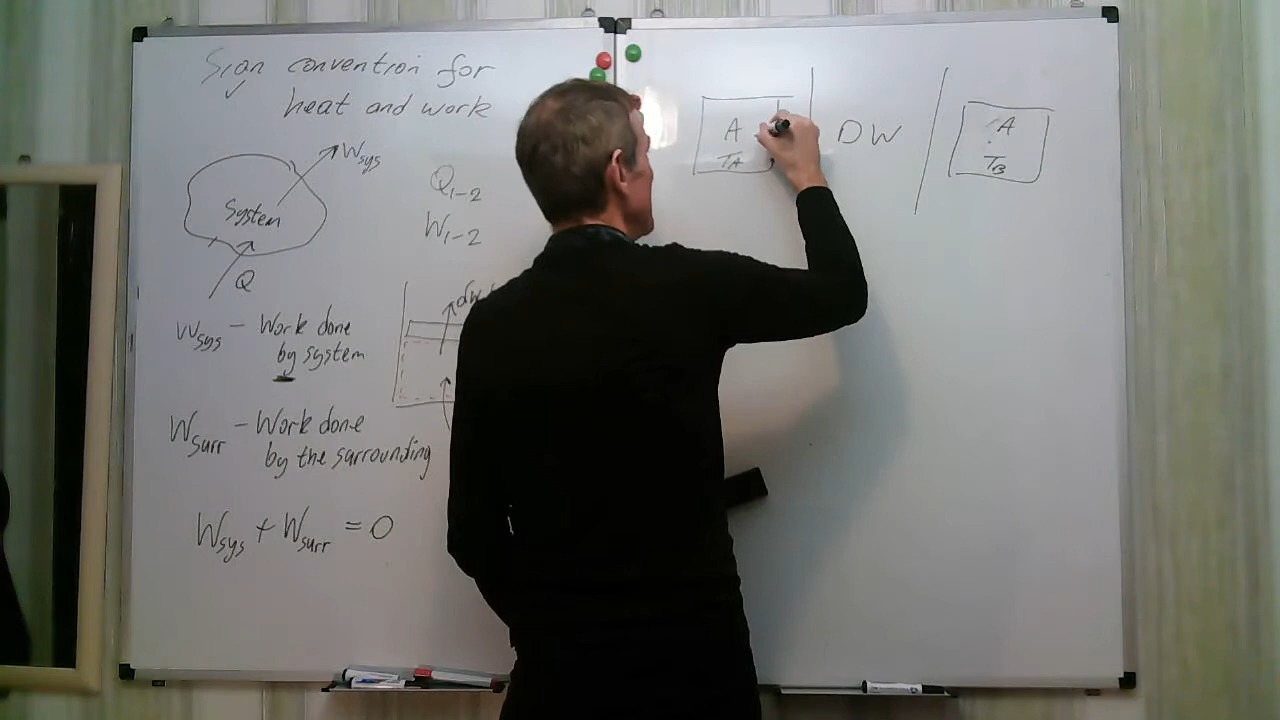 Sign convention for
heat and work
Wsys
System
Q
Q1-2
W1-2
dw
Wsys - Work done
by system
Wsurr - Work done
by the surrounding
Wsys + Wsurr = 0
A
TA
DW
A
TB